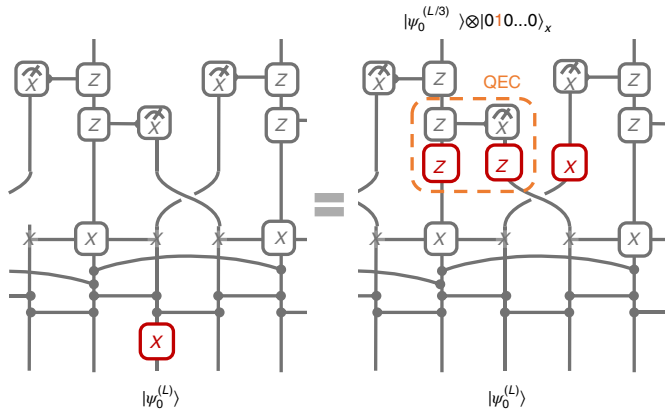 |ψ₀^(L/3) ⟩⊗|010...0⟩ₓ
X Z X Z
X Z X Z
QEC
Z X Z
Z X Z
Z Z X
X X X X X
X X X X X
=
X
|ψ₀^(L)⟩ |ψ₀^(L)⟩